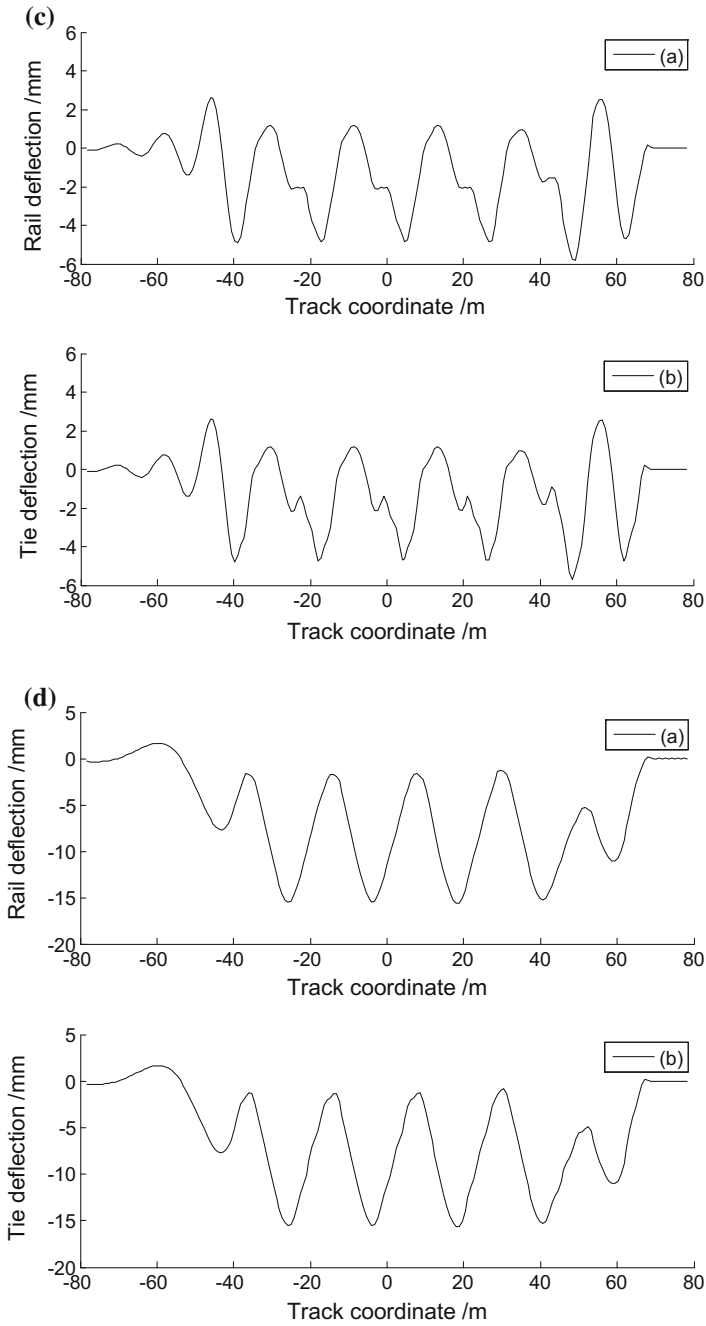 (c)
6
4
2
0
-2
-4
-6
Rail deflection /mm
(a)
-80 -60 -40 -20 0 20 40 60 80
Track coordinate /m
6
4
2
0
-2
-4
-6
Tie deflection /mm
(b)
-80 -60 -40 -20 0 20 40 60 80
Track coordinate /m
(d)
5
0
-5
-10
-15
-20
Rail deflection /mm
(a)
-80 -60 -40 -20 0 20 40 60 80
Track coordinate /m
5
0
-5
-10
-15
-20
Tie deflection /mm
(b)
-80 -60 -40 -20 0 20 40 60 80
Track coordinate /m